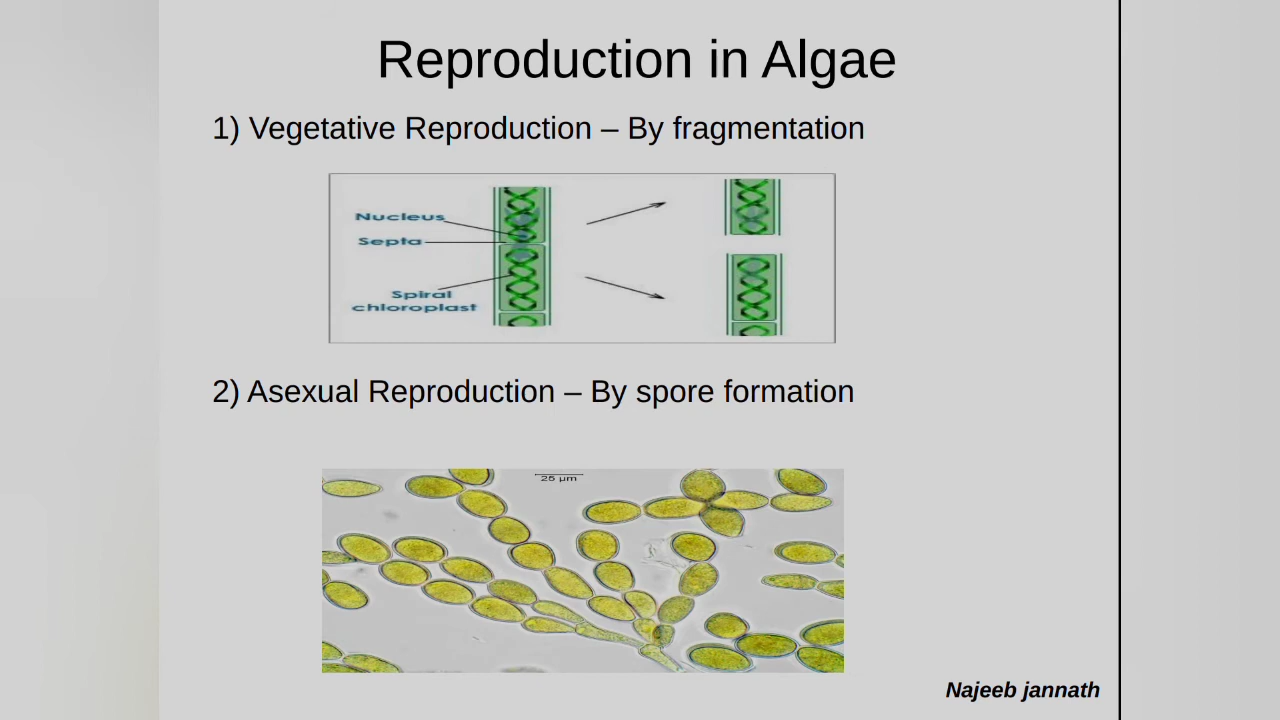 Reproduction in Algae
1) Vegetative Reproduction – By fragmentation
Nucleus
Septa
Spiral
chloroplast
2) Asexual Reproduction – By spore formation
25 µm
Najeeb jannath